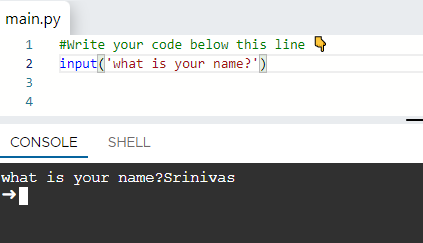 main.py
1 #Write your code below this line 👇
2 input('what is your name?')
3
4
CONSOLE SHELL
what is your name?Srinivas
➜